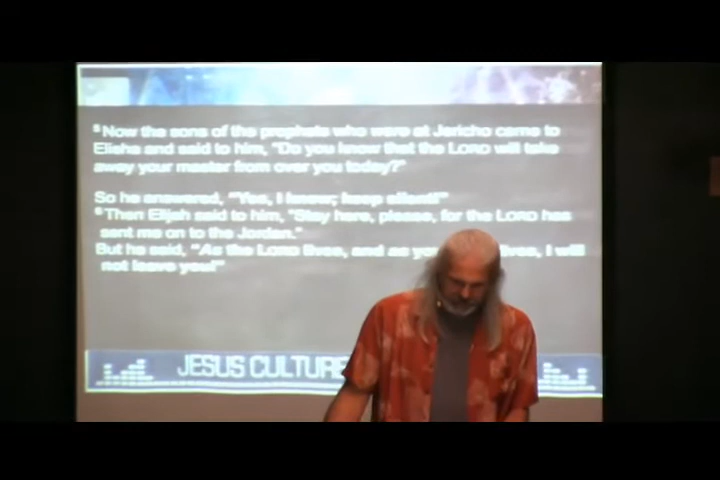 5 Now the sons of the prophets who were at Jericho came to
Elisha and said to him, "Do you know that the LORD will take
away your master from over you today?"
So he answered, "Yes, I know; keep silent!"
6 Then Elijah said to him, "Stay here, please, for the LORD has
sent me on to the Jordan."
But he said, "As the LORD lives, and as lives, I will
not leave you!"
JESUS CULTURE